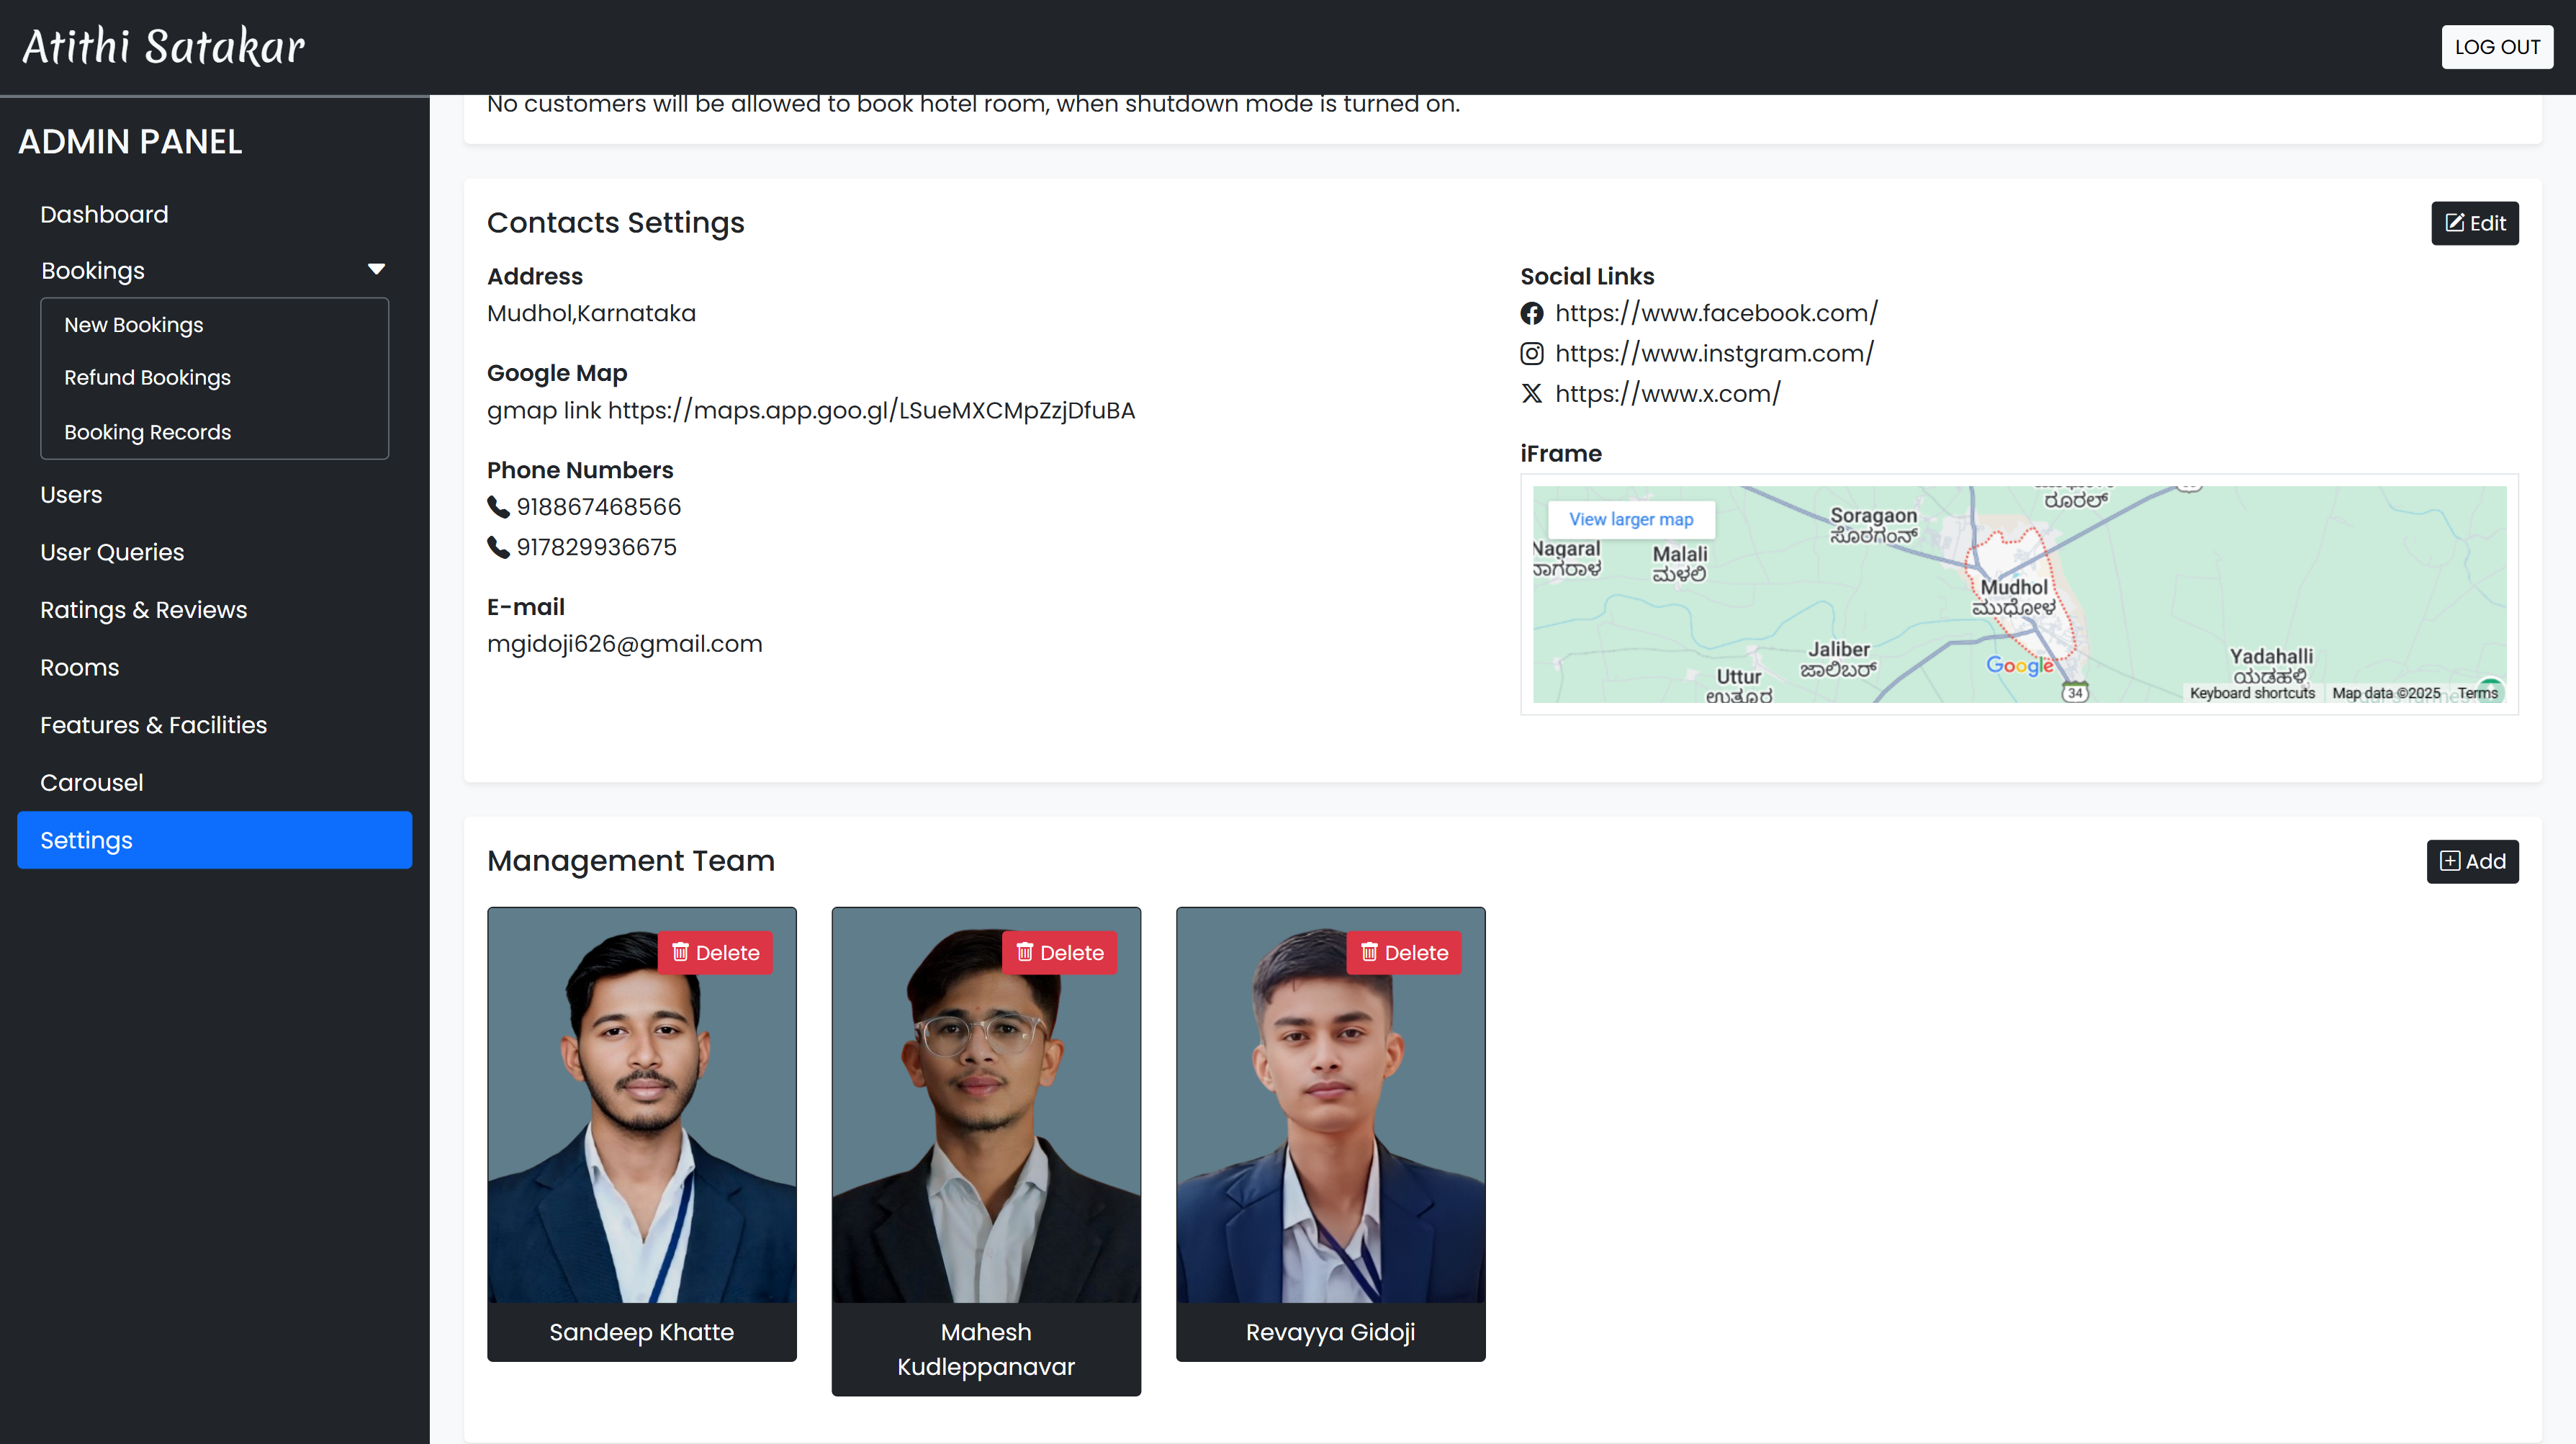 Atithi Satakar
LOG OUT
ADMIN PANEL
Dashboard
Bookings
New Bookings
Refund Bookings
Booking Records
Users
User Queries
Ratings & Reviews
Rooms
Features & Facilities
Carousel
Settings
No customers will be allowed to book hotel room, when shutdown mode is turned on.
Contacts Settings
Edit
Address
Mudhol,Karnataka
Google Map
gmap link https://maps.app.goo.gl/LSueMXCMpZzjDfuBA
Phone Numbers
918867468566
917829936675
E-mail
mgidoji626@gmail.com
Social Links
https://www.facebook.com/
https://www.instgram.com/
https://www.x.com/
iFrame
View larger map
ರೂರಲ್
Soragaon
ಸೊರಗಾಂವ್
Nagaral
ನಾಗರಾಳ
Malali
ಮಳಲಿ
Mudhol
ಮುಧೋಳ
Jaliber
ಜಾಲಿಬೆರ್
Uttur
ಉತ್ತೂರ
Yadahalli
ಯಡಹಳ್ಳಿ
Google
34
Keyboard shortcuts
Map data ©2025
Terms
Management Team
Add
Delete
Delete
Delete
Sandeep Khatte
Mahesh
Kudleppanavar
Revayya Gidoji